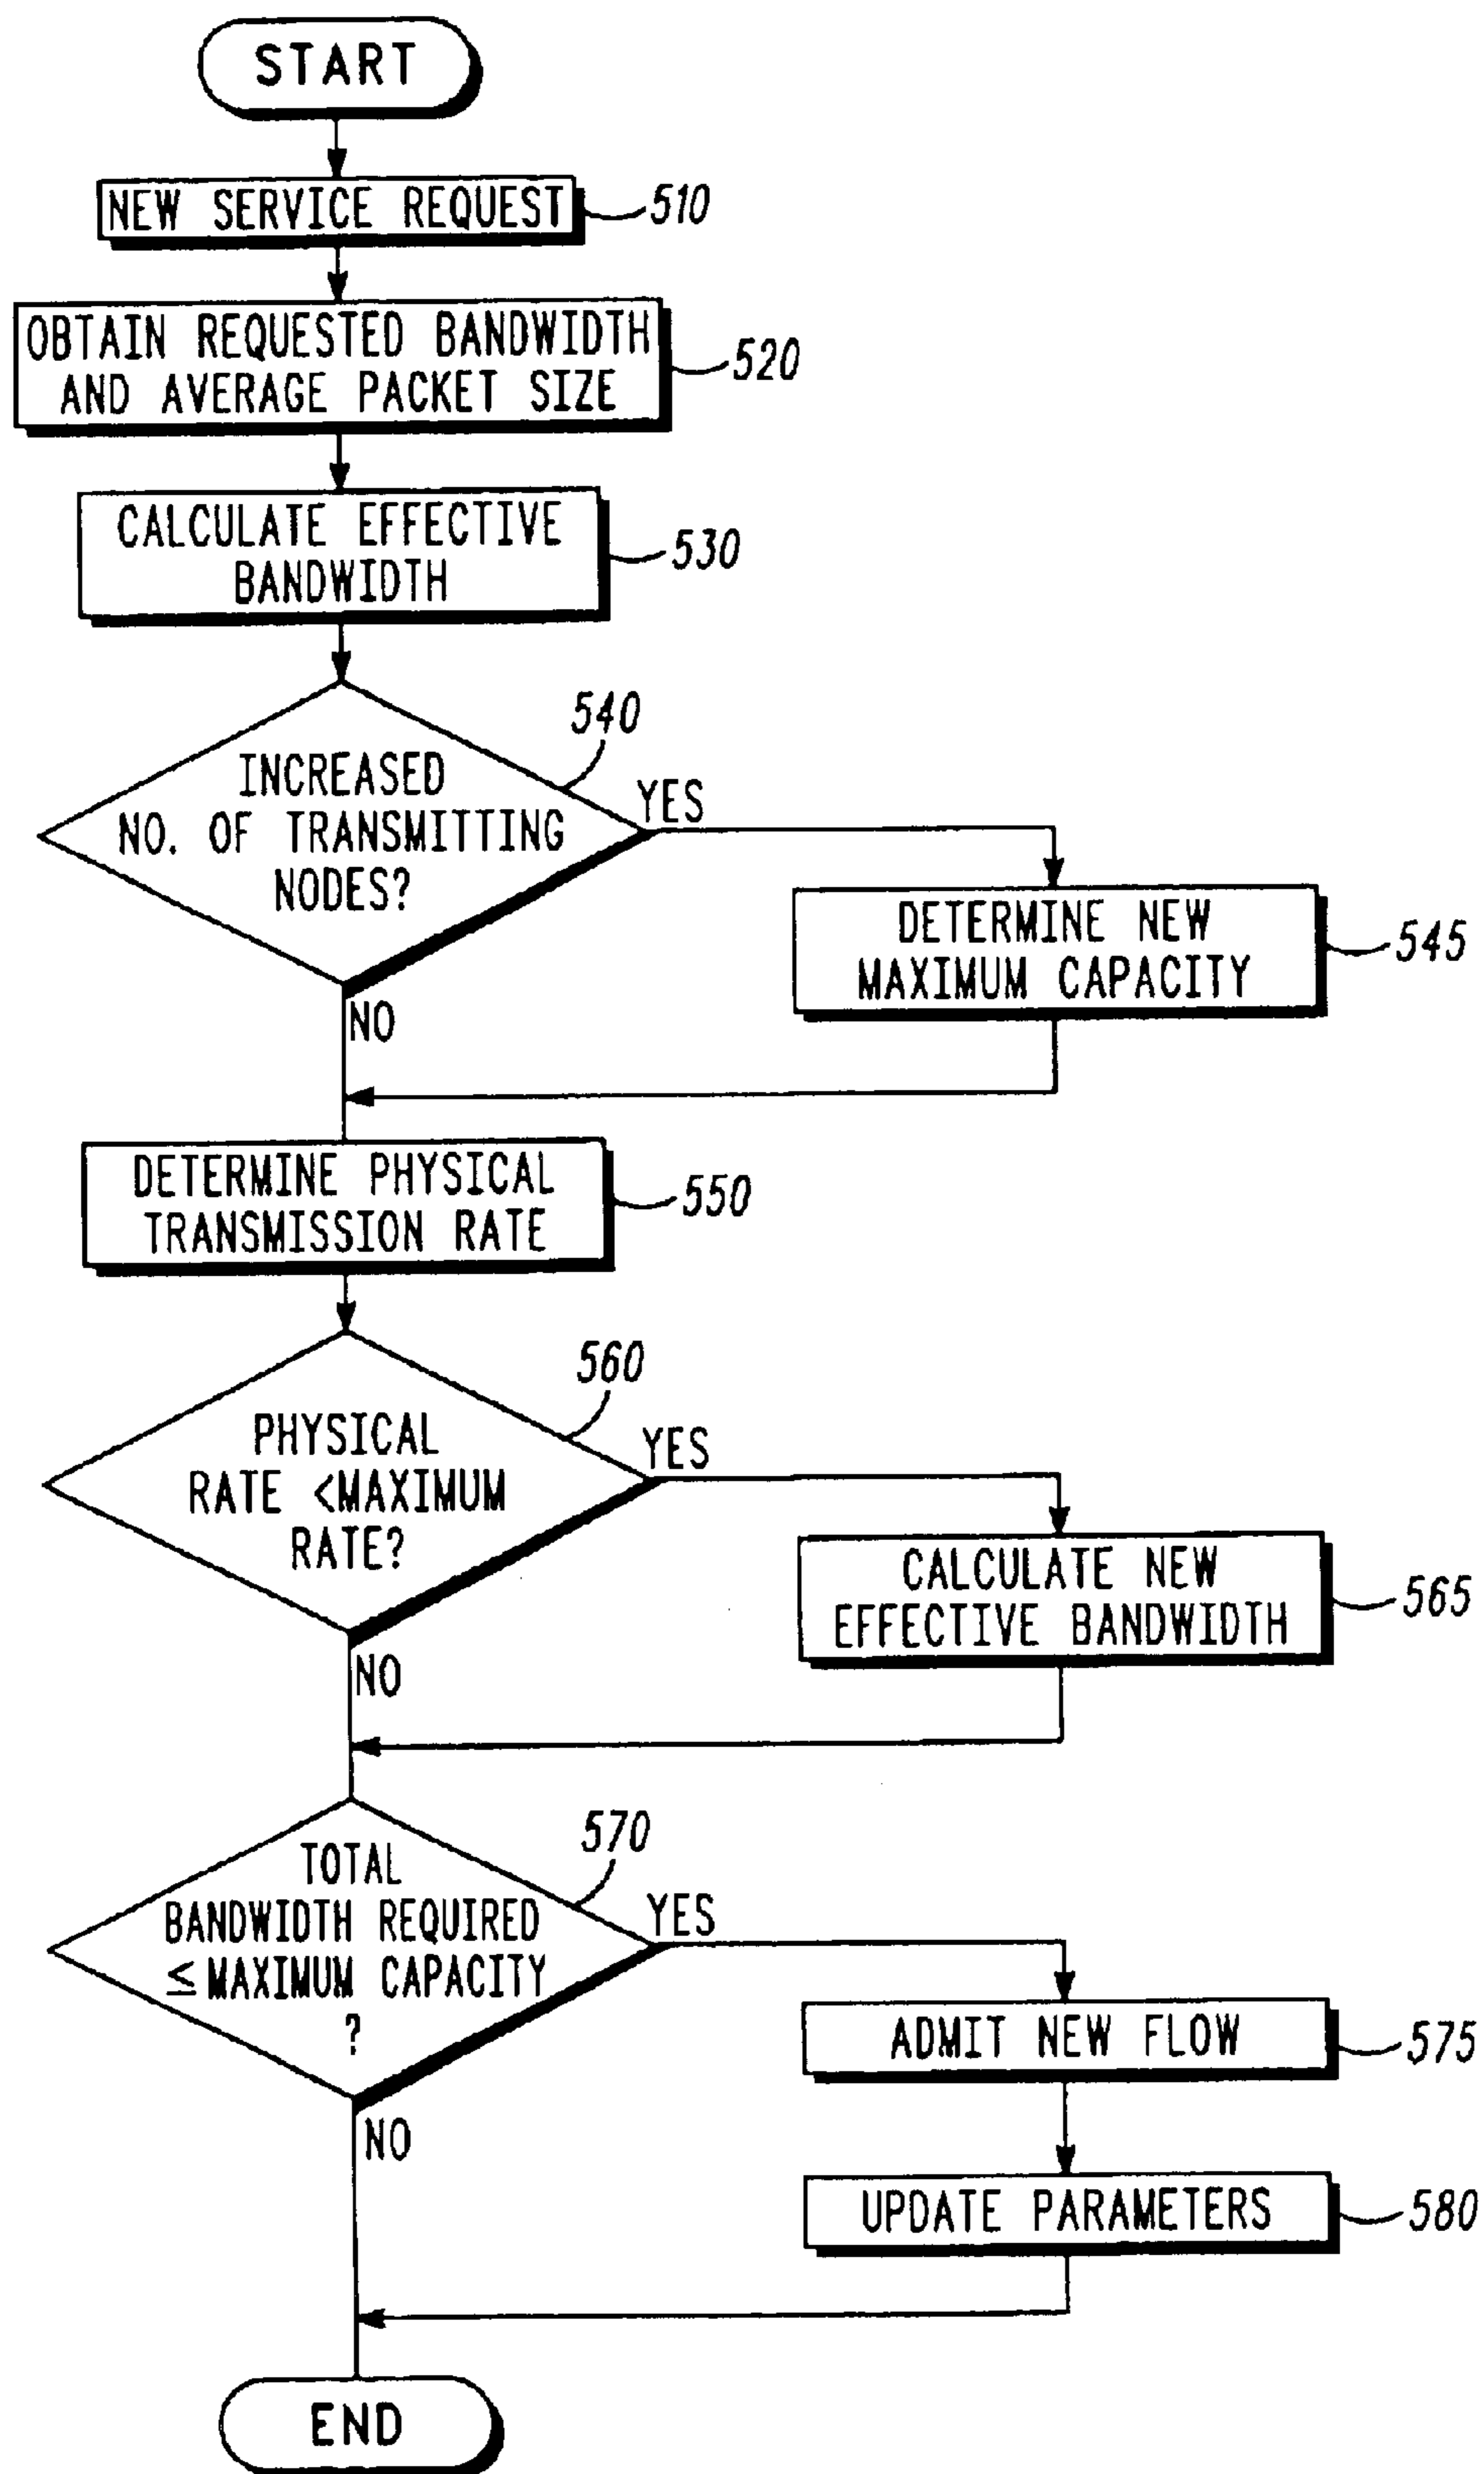 START
NEW SERVICE REQUEST
510
OBTAIN REQUESTED BANDWIDTH
AND AVERAGE PACKET SIZE
520
CALCULATE EFFECTIVE
BANDWIDTH
530
540
INCREASED
NO. OF TRANSMITTING
NODES?
YES
NO
DETERMINE NEW
MAXIMUM CAPACITY
545
DETERMINE PHYSICAL
TRANSMISSION RATE
550
560
PHYSICAL
RATE <MAXIMUM
RATE?
YES
NO
CALCULATE NEW
EFFECTIVE BANDWIDTH
565
570
TOTAL
BANDWIDTH REQUIRED
≤ MAXIMUM CAPACITY
?
YES
NO
ADMIT NEW FLOW
575
UPDATE PARAMETERS
580
END